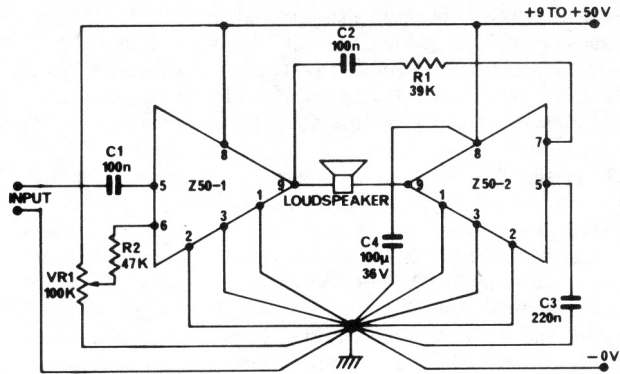 +9 TO +50V
C2
100n
R1
39K
C1
100n
8
8
7
5
Z50-1
9
9
Z50-2
5
INPUT
LOUDSPEAKER
6
1
1
3
3
2
2
R2
47K
C4
100µ
36V
VR1
100K
C3
220n
−0V